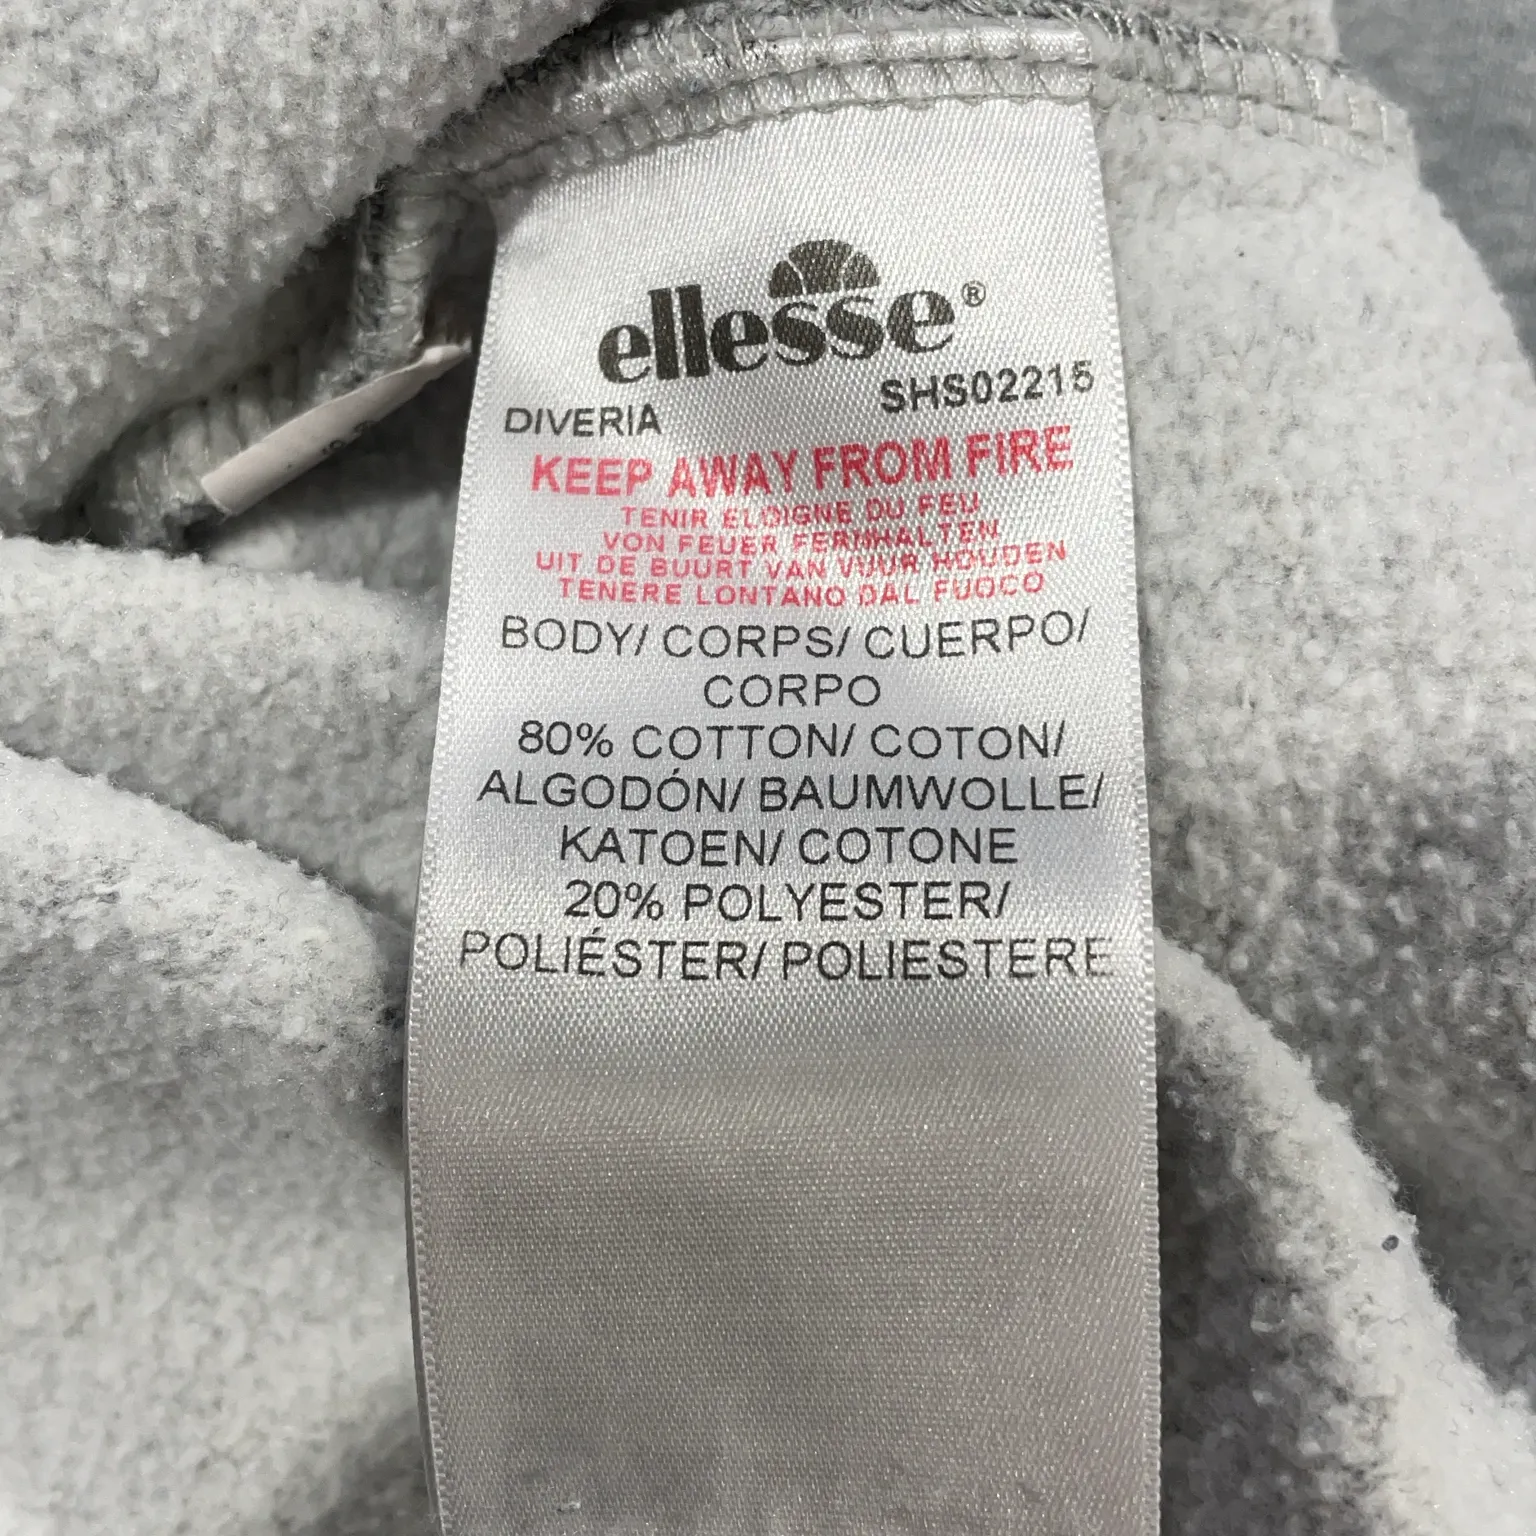 ellesse®
DIVERIA SHS02215
KEEP AWAY FROM FIRE
TENIR ELOIGNE DU FEU
VON FEUER FERNHALTEN
UIT DE BUURT VAN VUUR HOUDEN
TENERE LONTANO DAL FUOCO
BODY/ CORPS/ CUERPO/
CORPO
80% COTTON/ COTON/
ALGODÓN/ BAUMWOLLE/
KATOEN/ COTONE
20% POLYESTER/
POLIÉSTER/ POLIESTERE